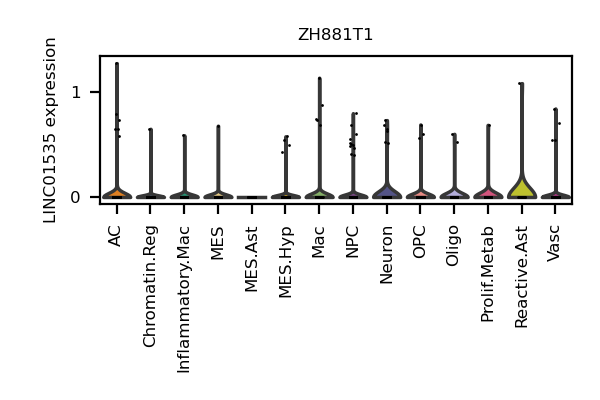 ZH881T1
LINC01535 expression
1
0
AC
Chromatin.Reg
Inflammatory.Mac
MES
MES.Ast
MES.Hyp
Mac
NPC
Neuron
OPC
Oligo
Prolif.Metab
Reactive.Ast
Vasc